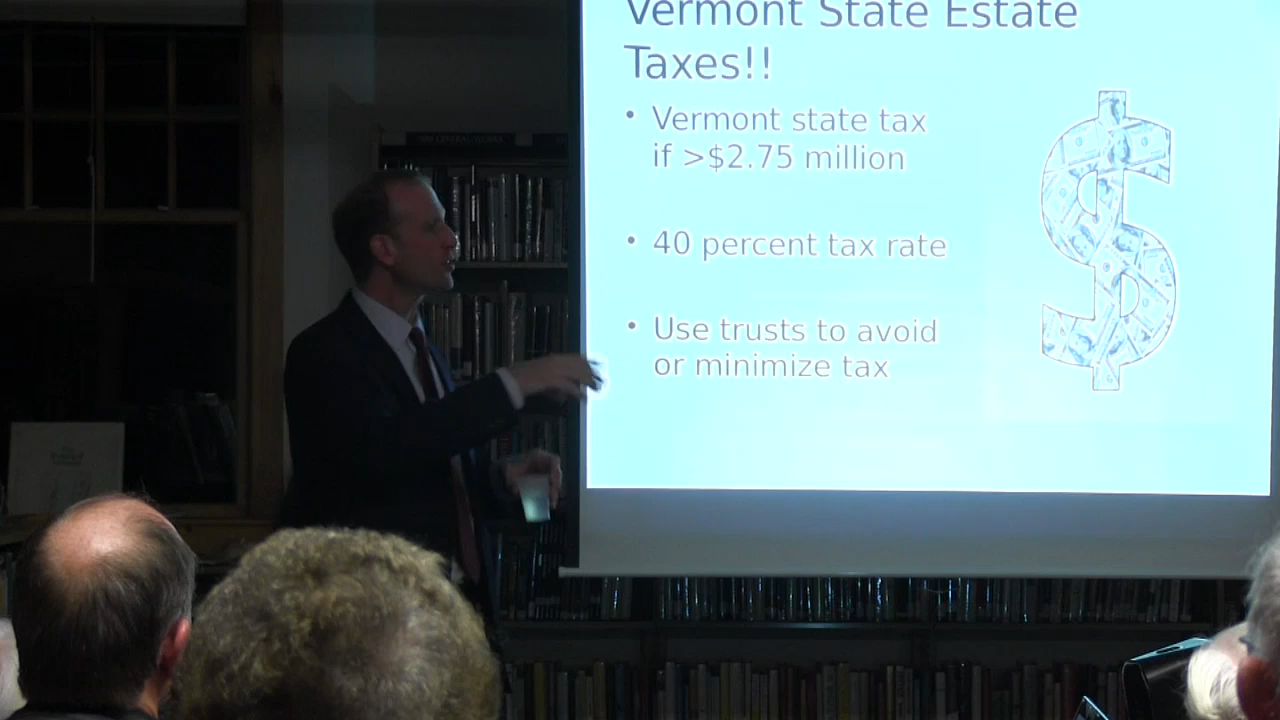 Vermont State Estate
Taxes!!
• Vermont state tax
if >$2.75 million
• 40 percent tax rate
• Use trusts to avoid
or minimize tax